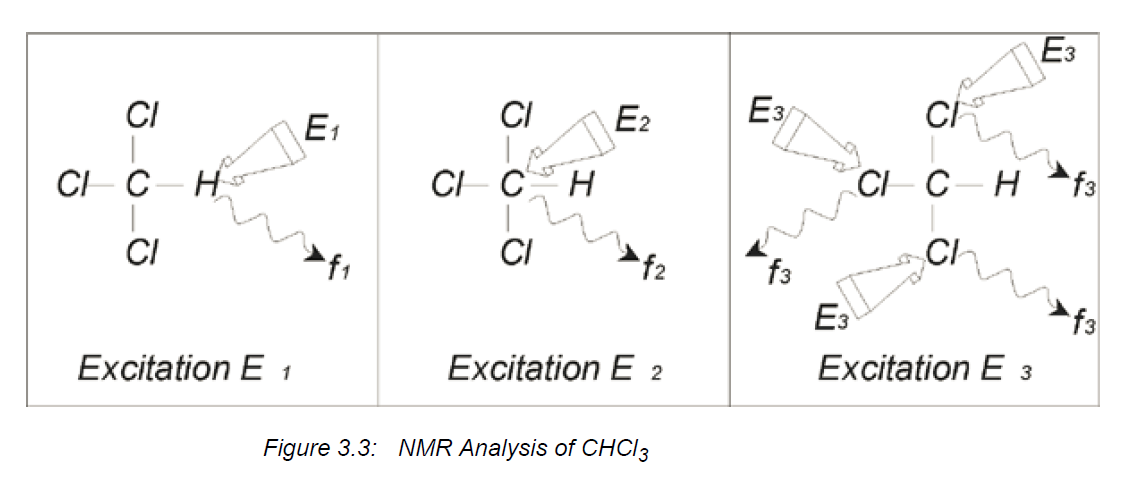 Cl
Cl C H
Cl
E1
f1
Excitation E 1
Cl
Cl C H
Cl
E2
f2
Excitation E 2
E3
E3
Cl
Cl C H
f3
f3
Cl
E3
f3
Excitation E 3
Figure 3.3: NMR Analysis of CHCl3